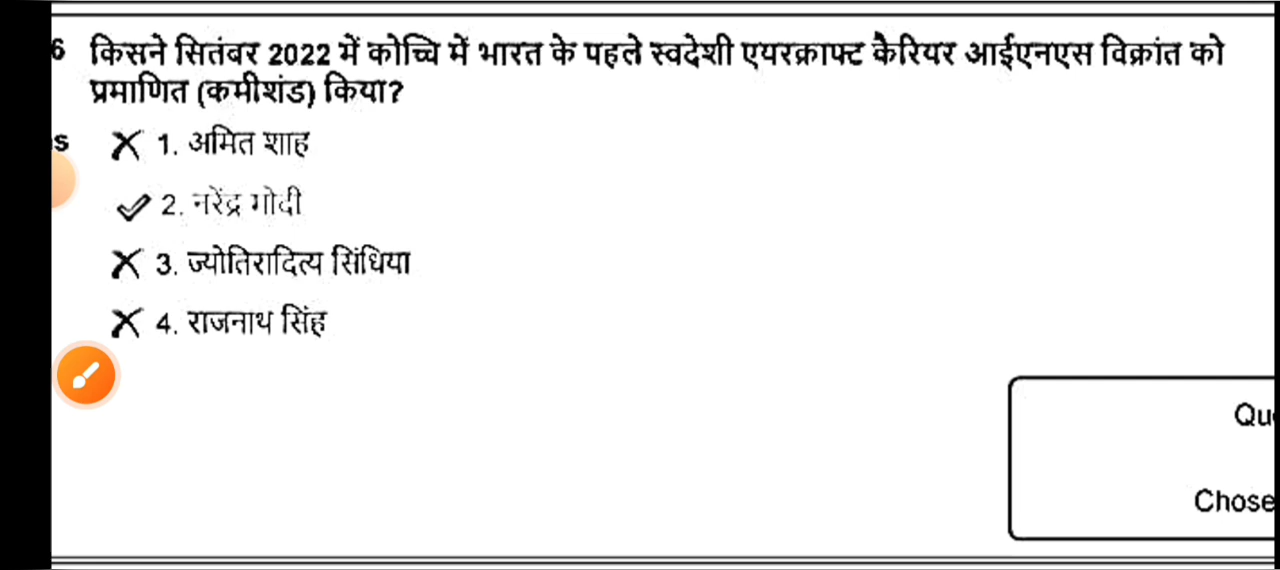 6 किसने सितंबर 2022 में कोच्चि में भारत के पहले स्वदेशी एयरक्राफ्ट कैरियर आईएनएस विक्रांत को
प्रमाणित (कमीशंड) किया?
s X 1. अमित शाह
2. नरेंद्र मोदी
X 3. ज्योतिरादित्य सिंधिया
X 4. राजनाथ सिंह
Qu
Chose